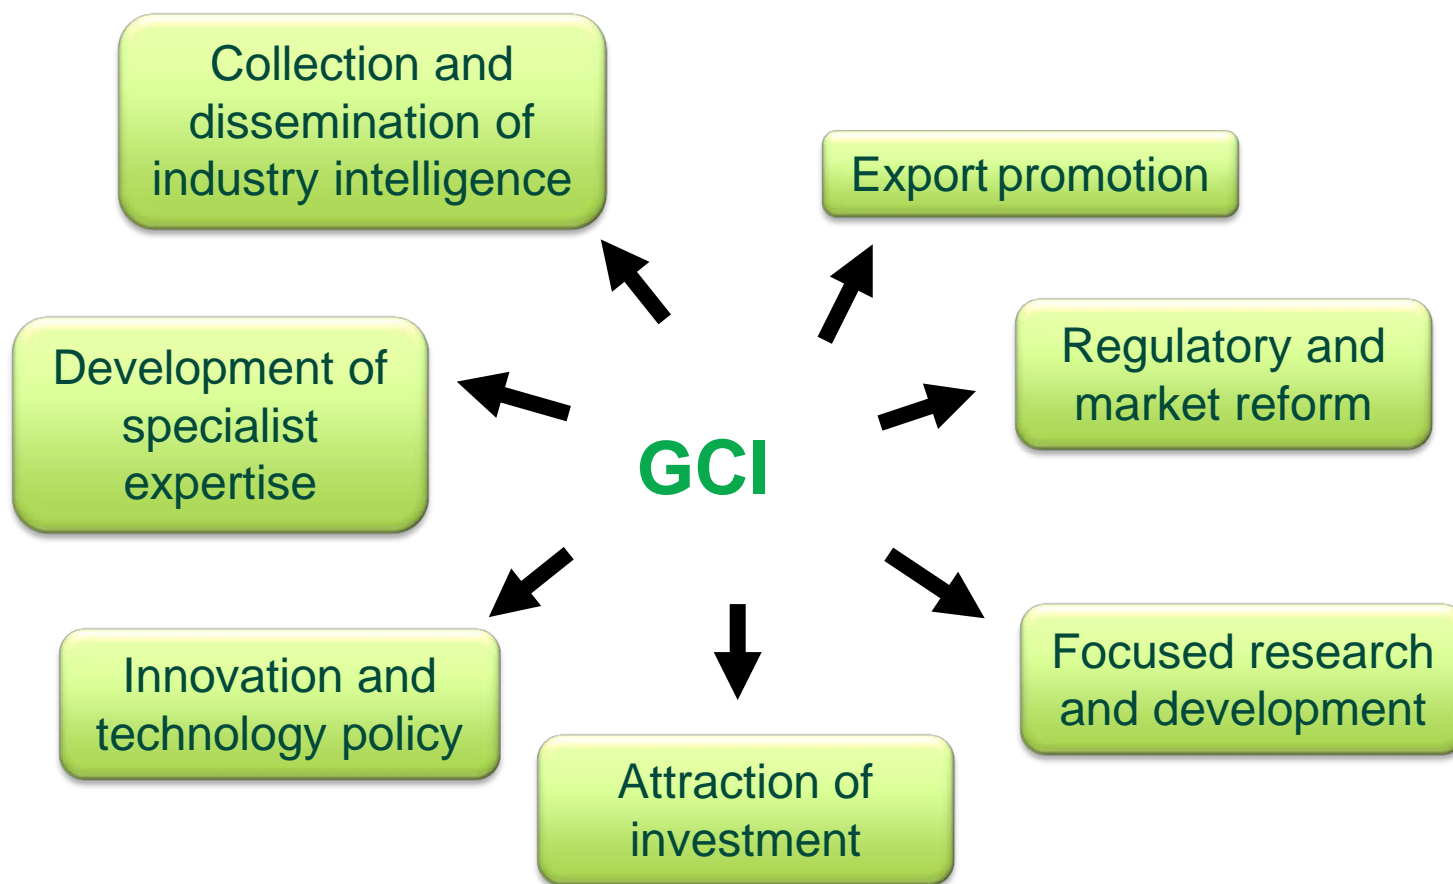 Collection and
dissemination of
industry intelligence
Export promotion
Development of
specialist
expertise
Regulatory and
market reform
GCI
Innovation and
technology policy
Attraction of
investment
Focused research
and development